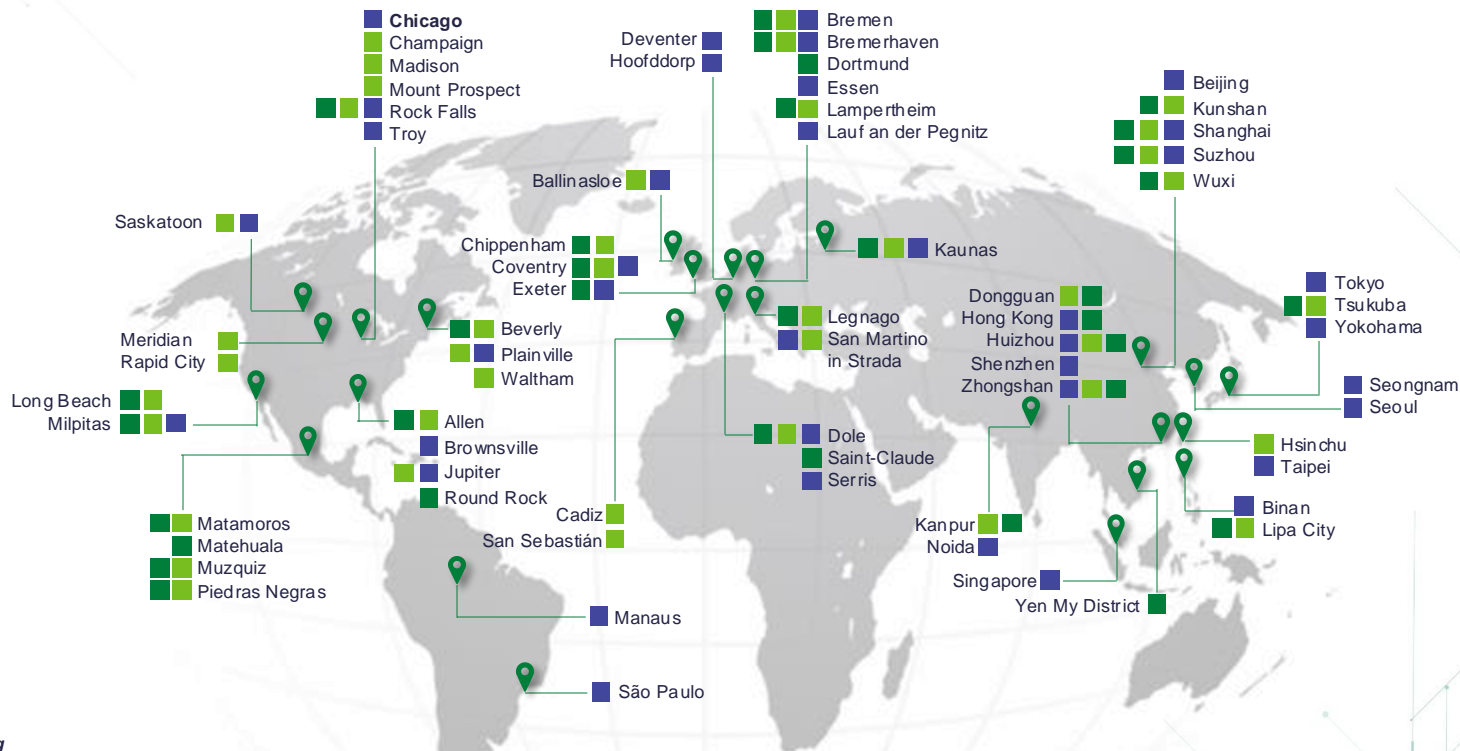 Chicago
Champaign
Madison
Mount Prospect
Rock Falls
Troy
Deventer
Hoofddorp
Bremen
Bremerhaven
Dortmund
Essen
Lampertheim
Lauf an der Pegnitz
Beijing
Kunshan
Shanghai
Suzhou
Wuxi
Ballinasloe
Saskatoon
Chippenham
Coventry
Exeter
Kaunas
Tokyo
Tsukuba
Yokohama
Dongguan
Hong Kong
Huizhou
Shenzhen
Zhongshan
Legnago
San Martino
in Strada
Beverly
Plainville
Waltham
Meridian
Rapid City
Long Beach
Milpitas
Seongnam
Seoul
Allen
Brownsville
Jupiter
Round Rock
Dole
Saint-Claude
Serris
Hsinchu
Taipei
Binan
Lipa City
Cadiz
San Sebastián
Kanpur
Noida
Matamoros
Matehuala
Muzquiz
Piedras Negras
Singapore
Yen My District
Manaus
São Paulo